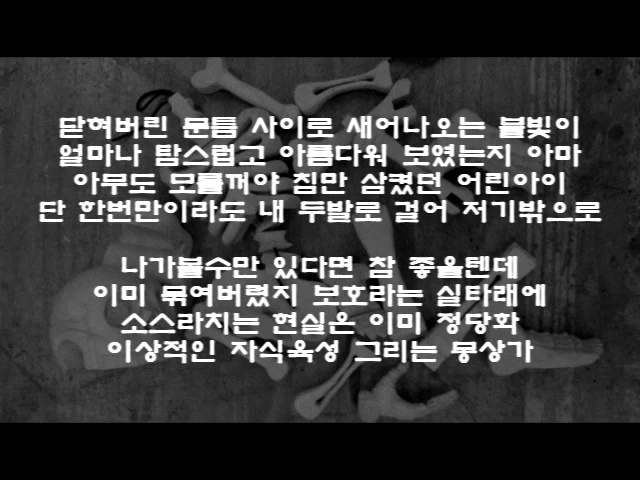 닫혀버린 문틈 사이로 새어나오는 불빛이
얼마나 탐스럽고 아름다워 보였는지 아마
아무도 모를꺼야 침만 삼켰던 어린아이
단 한번만이라도 내 두발로 걸어 저기밖으로
나가볼수만 있다면 참 좋을텐데
이미 묶여버렸지 보호라는 실타래에
소스라치는 현실은 이미 정당화
이상적인 자식육성 그리는 몽상가